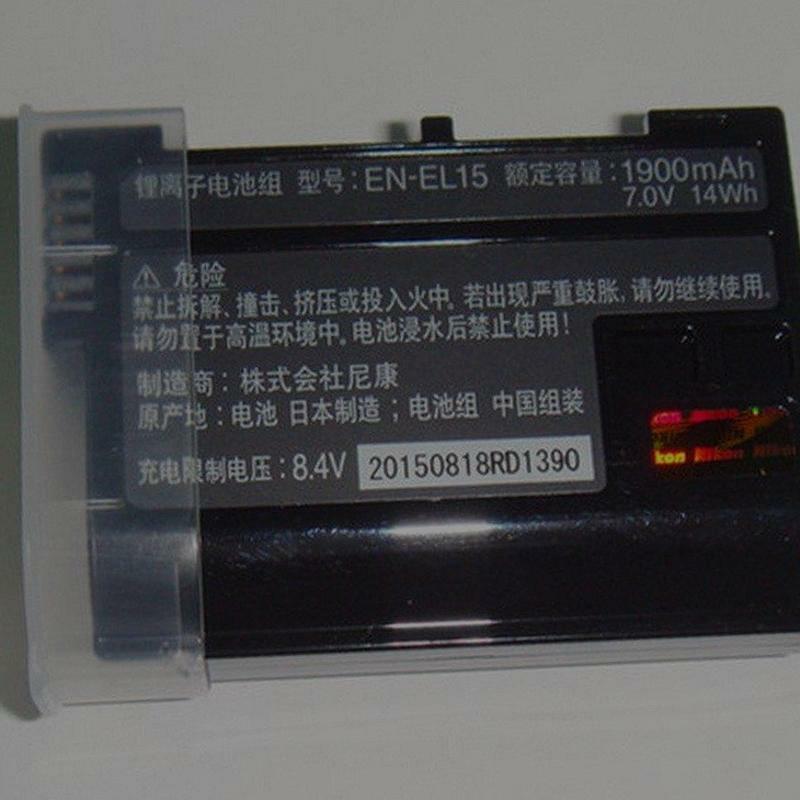 锂离子电池组 型号：EN-EL15 额定容量：1900mAh
7.0V 14Wh
⚠ 危险
禁止拆解、撞击、挤压或投入火中。若出现严重鼓胀，请勿继续使用。
请勿置于高温环境中。电池浸水后禁止使用！
制造商：株式会社尼康
原产地：电池 日本制造；电池组 中国组装
充电限制电压：8.4V 20150818RD1390
kon Nikon
kon Nikon Nikon